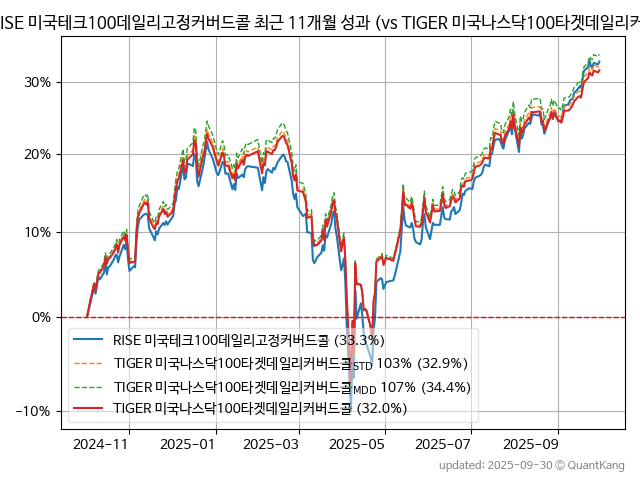 RISE 미국테크100데일리고정커버드콜 최근 11개월 성과 (vs TIGER 미국나스닥100타겟데일리커
30%
20%
10%
0%
−10%
RISE 미국테크100데일리고정커버드콜 (33.3%)
TIGER 미국나스닥100타겟데일리커버드콜STD 103% (32.9%)
TIGER 미국나스닥100타겟데일리커버드콜MDD 107% (34.4%)
TIGER 미국나스닥100타겟데일리커버드콜 (32.0%)
2024−11 2025−01 2025−03 2025−05 2025−07 2025−09
updated: 2025-09-30 © QuantKang